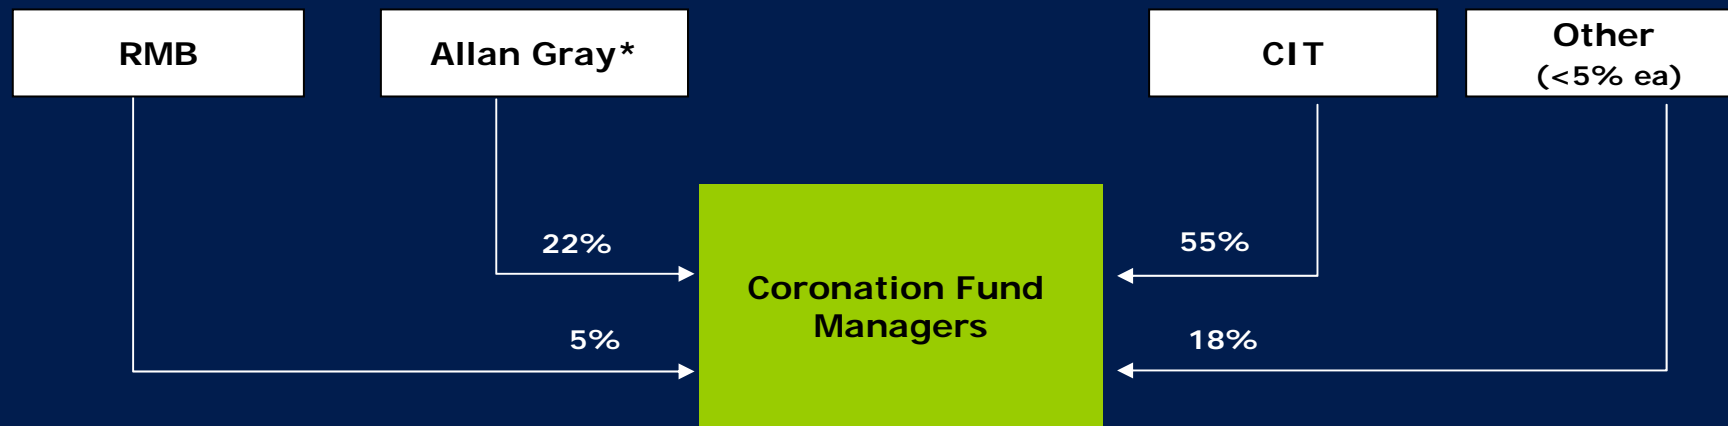 RMB
Allan Gray*
CIT
Other
(<5% ea)
22%
55%
Coronation Fund
Managers
5%
18%